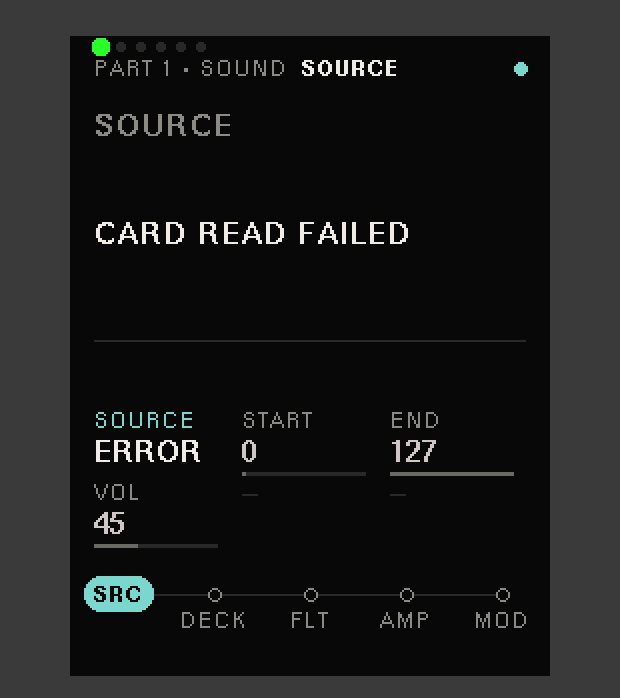 PART 1 · SOUND SOURCE
SOURCE
CARD READ FAILED
SOURCE START END
ERROR 0 127
VOL — —
45
SRC
DECK FLT AMP MOD